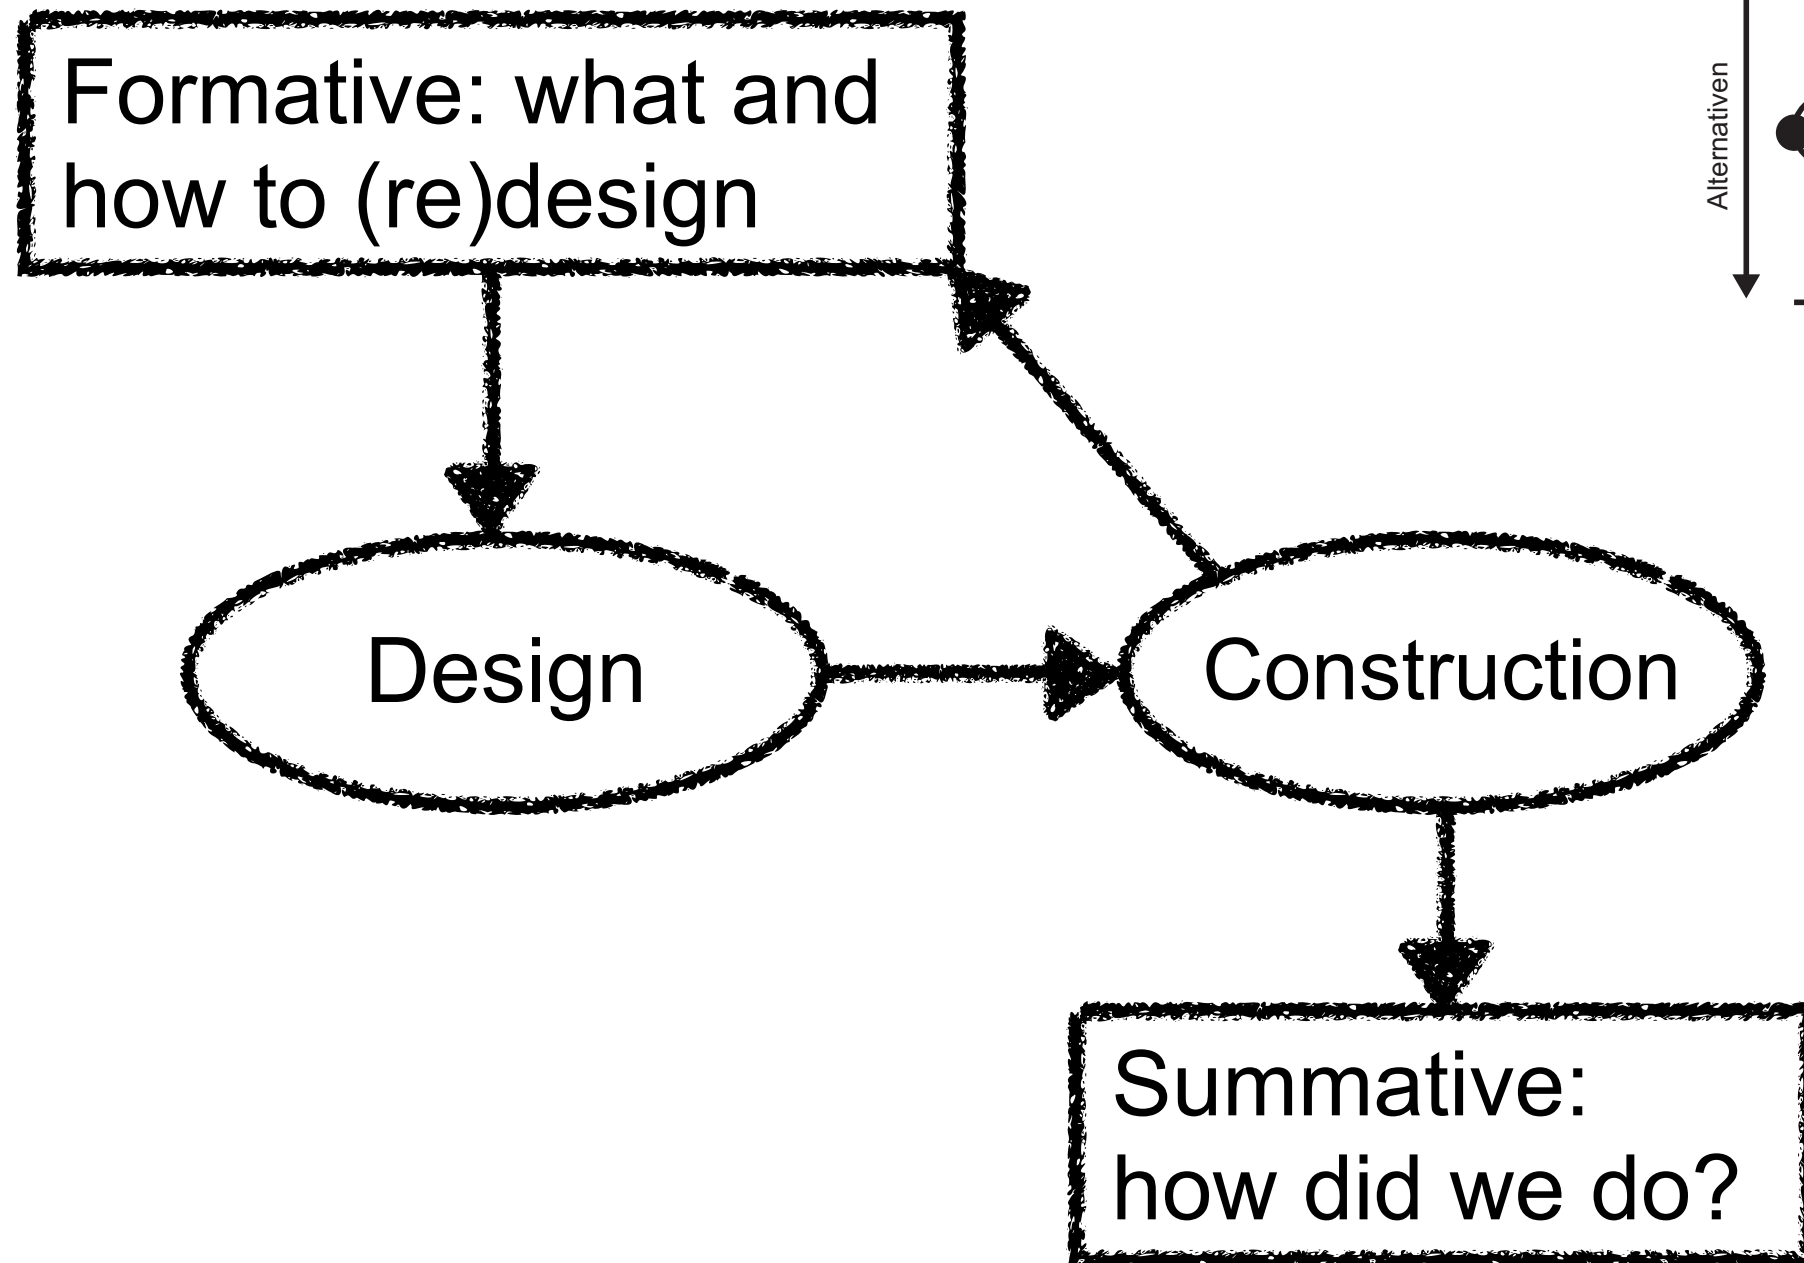 Formative: what and
how to (re)design
Alternativen
Design
Construction
Summative:
how did we do?